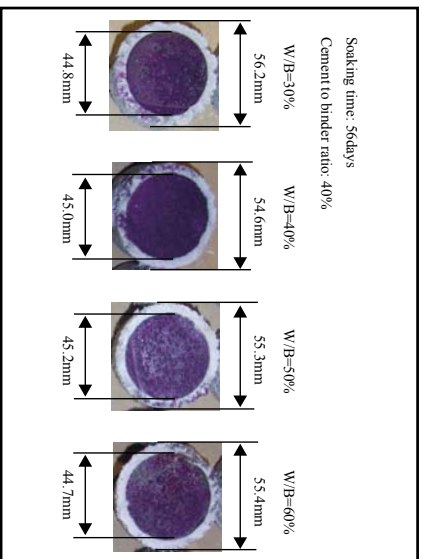 Soaking time: 56days
Cement to binder ratio: 40%
W/B=30%
W/B=40%
W/B=50%
W/B=60%
56.2mm
54.6mm
55.3mm
55.4mm
44.8mm
45.0mm
45.2mm
44.7mm